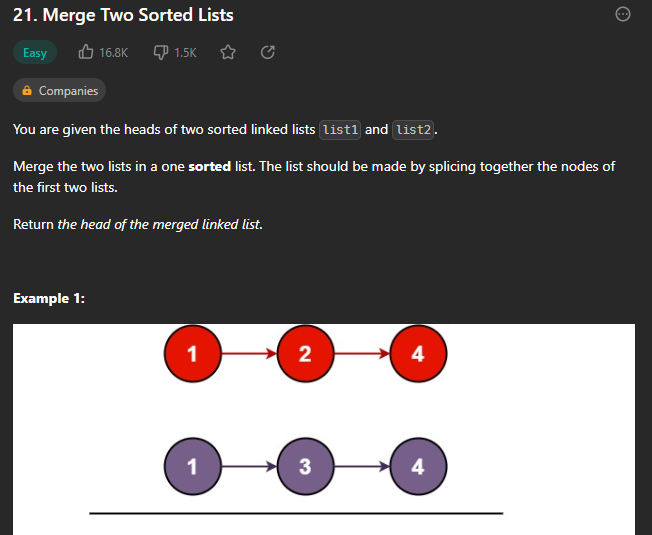 21. Merge Two Sorted Lists
Easy 16.8K 1.5K
Companies
You are given the heads of two sorted linked lists list1 and list2.
Merge the two lists in a one sorted list. The list should be made by splicing together the nodes of
the first two lists.
Return the head of the merged linked list.
Example 1:
1 2 4
1 3 4